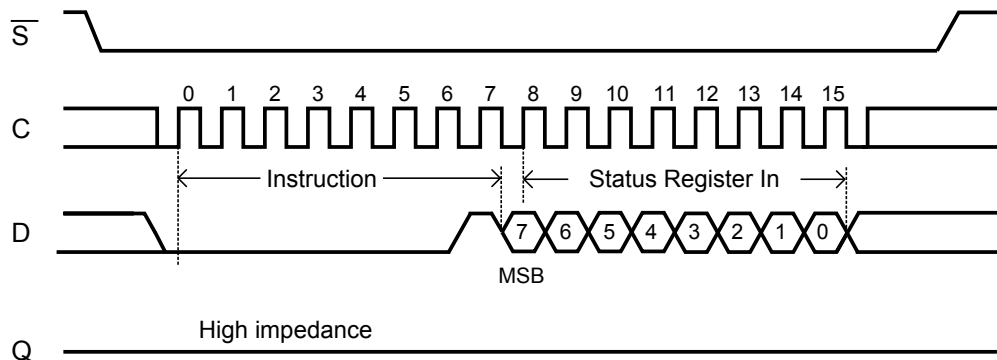 S
0 1 2 3 4 5 6 7 8 9 10 11 12 13 14 15
C
Instruction Status Register In
D 7 6 5 4 3 2 1 0
MSB
High impedance
Q